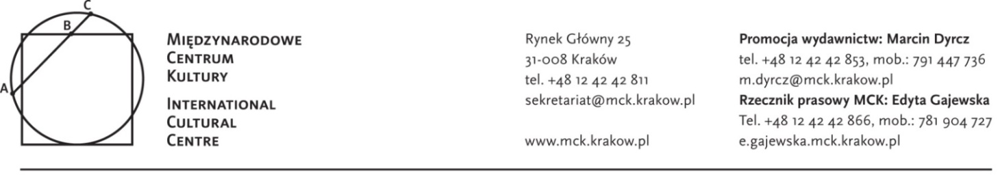 C
B
A
MIĘDZYNARODOWE
CENTRUM
KULTURY
INTERNATIONAL
CULTURAL
CENTRE
Rynek Główny 25
31-008 Kraków
tel. +48 12 42 42 811
sekretariat@mck.krakow.pl
www.mck.krakow.pl
Promocja wydawnictw: Marcin Dyrcz
tel. +48 12 42 42 853, mob.: 791 447 736
m.dyrcz@mck.krakow.pl
Rzecznik prasowy MCK: Edyta Gajewska
Tel. +48 12 42 42 866, mob.: 781 904 727
e.gajewska.mck.krakow.pl